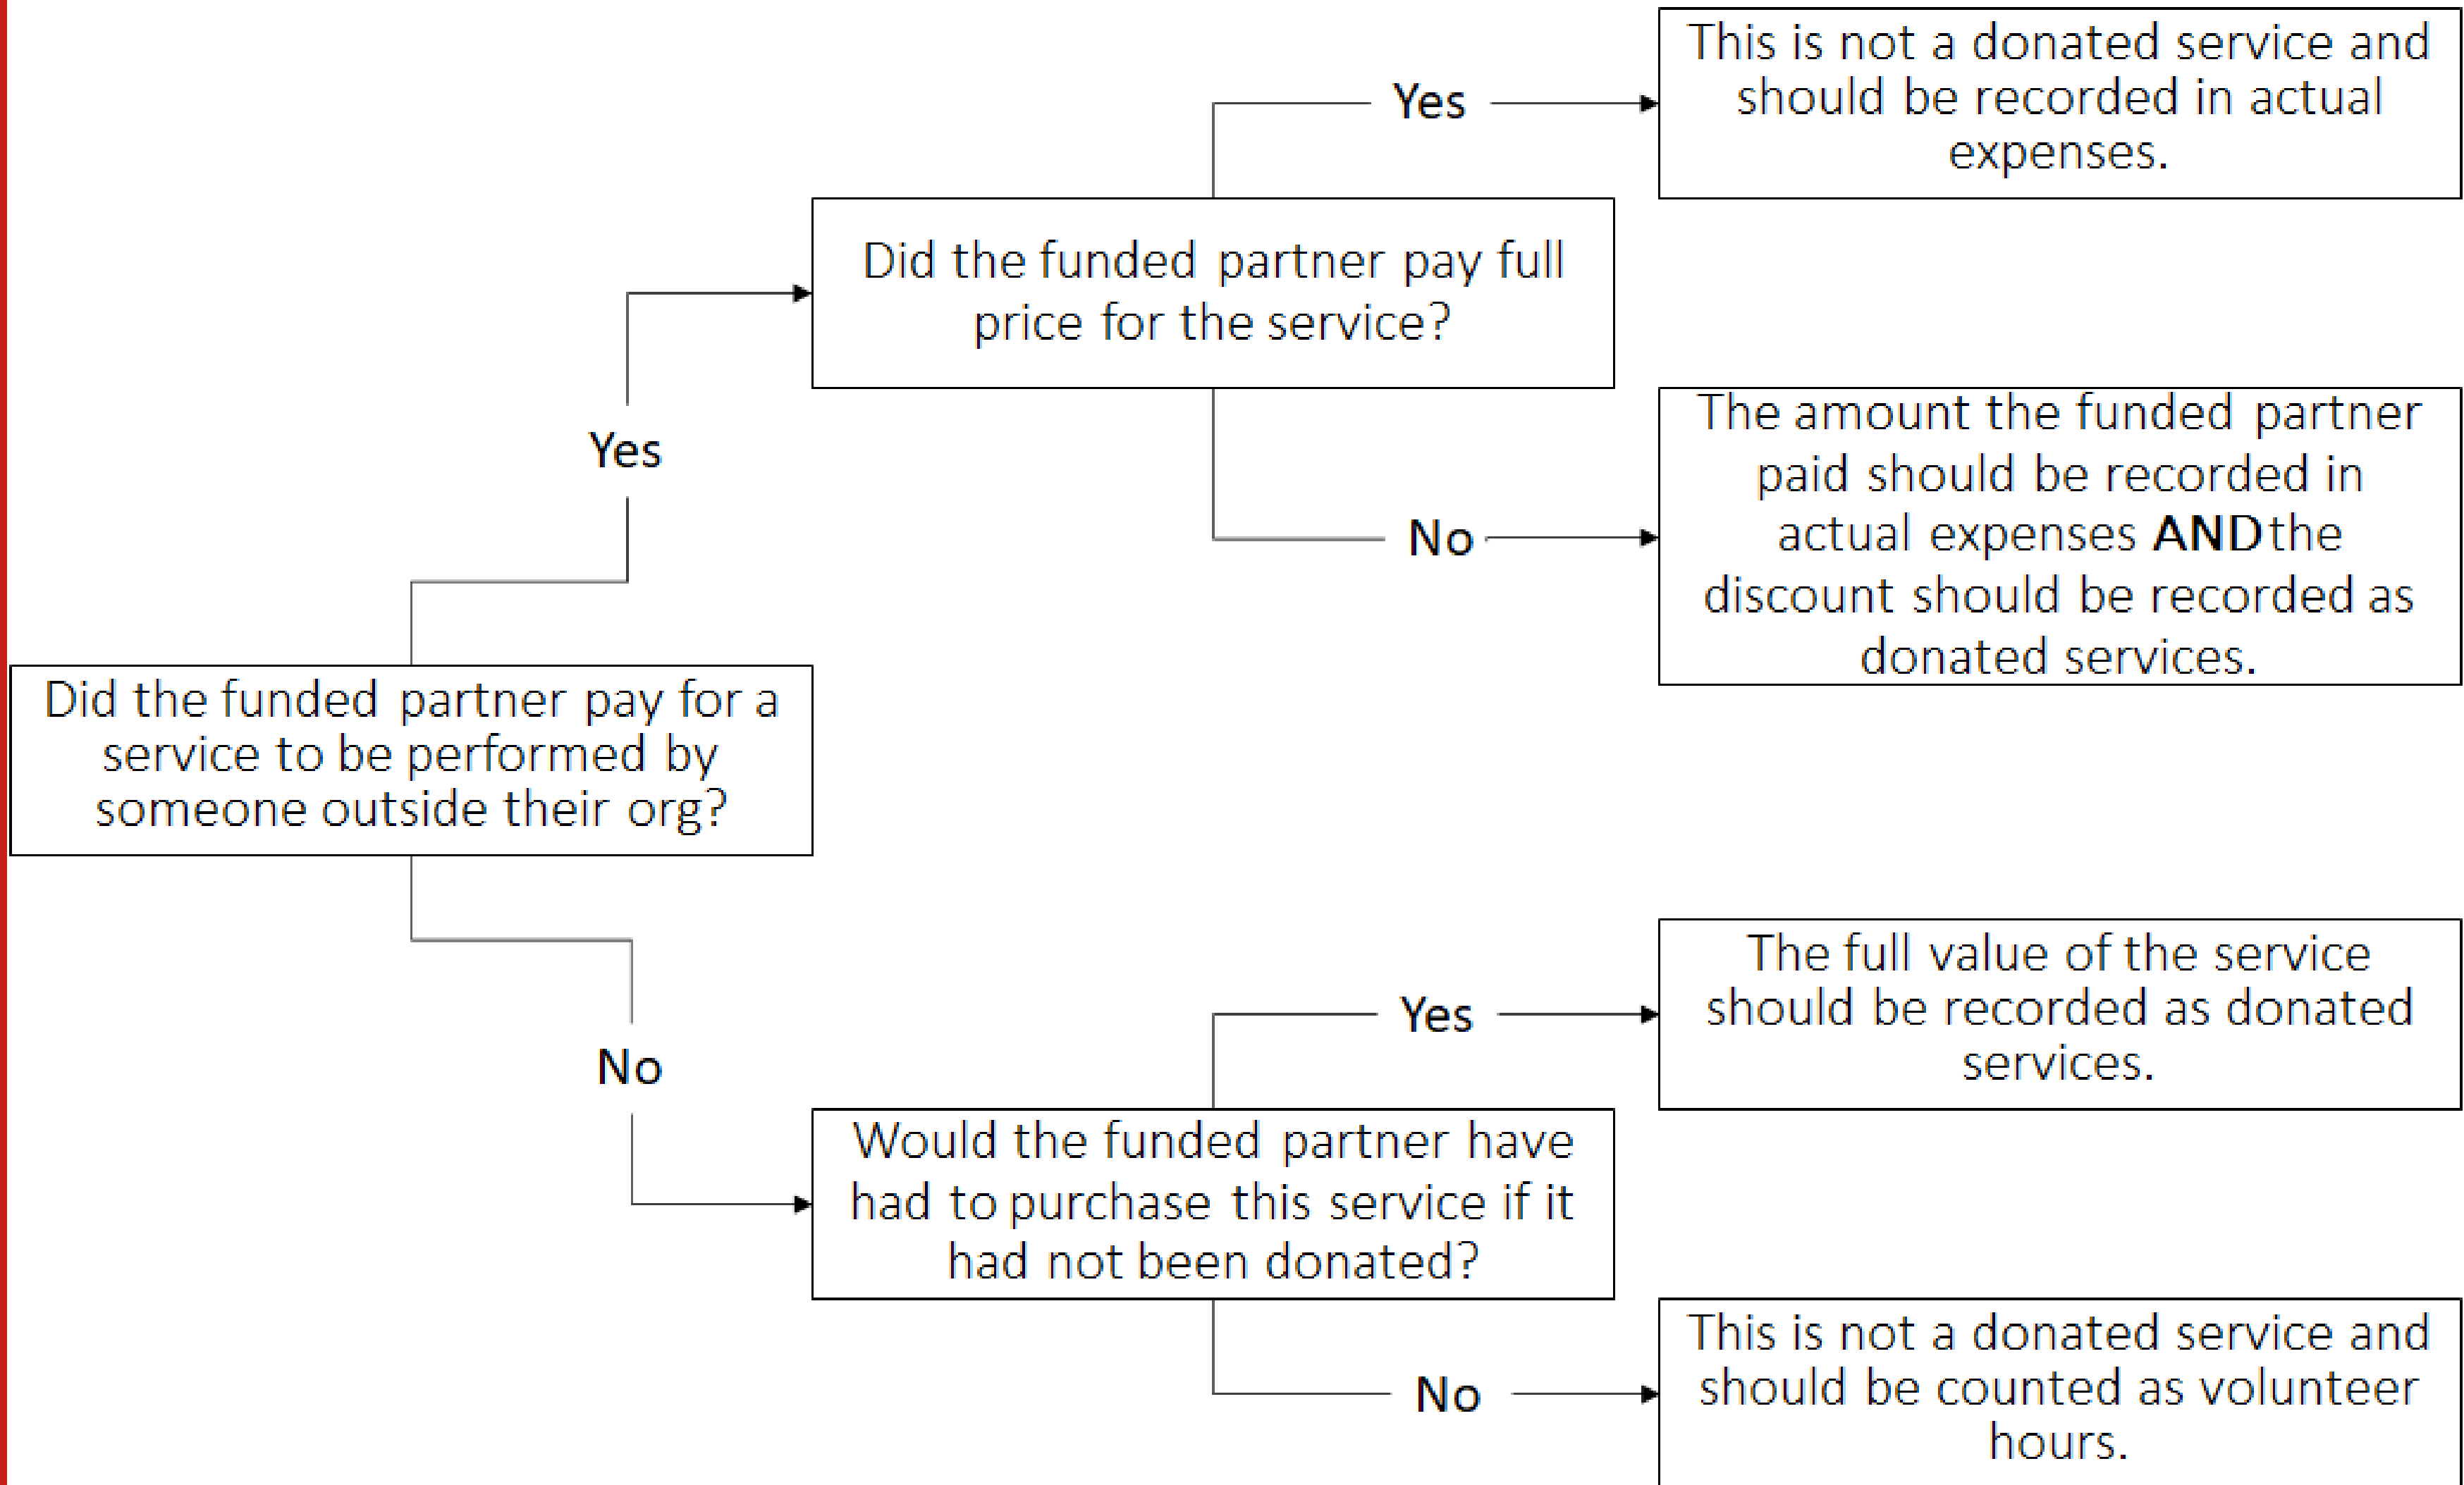 Did the funded partner pay for a
service to be performed by
someone outside their org?
Yes
Did the funded partner pay full
price for the service?
Yes
This is not a donated service and
should be recorded in actual
expenses.
No
The amount the funded partner
paid should be recorded in
actual expenses AND the
discount should be recorded as
donated services.
No
Would the funded partner have
had to purchase this service if it
had not been donated?
Yes
The full value of the service
should be recorded as donated
services.
No
This is not a donated service and
should be counted as volunteer
hours.